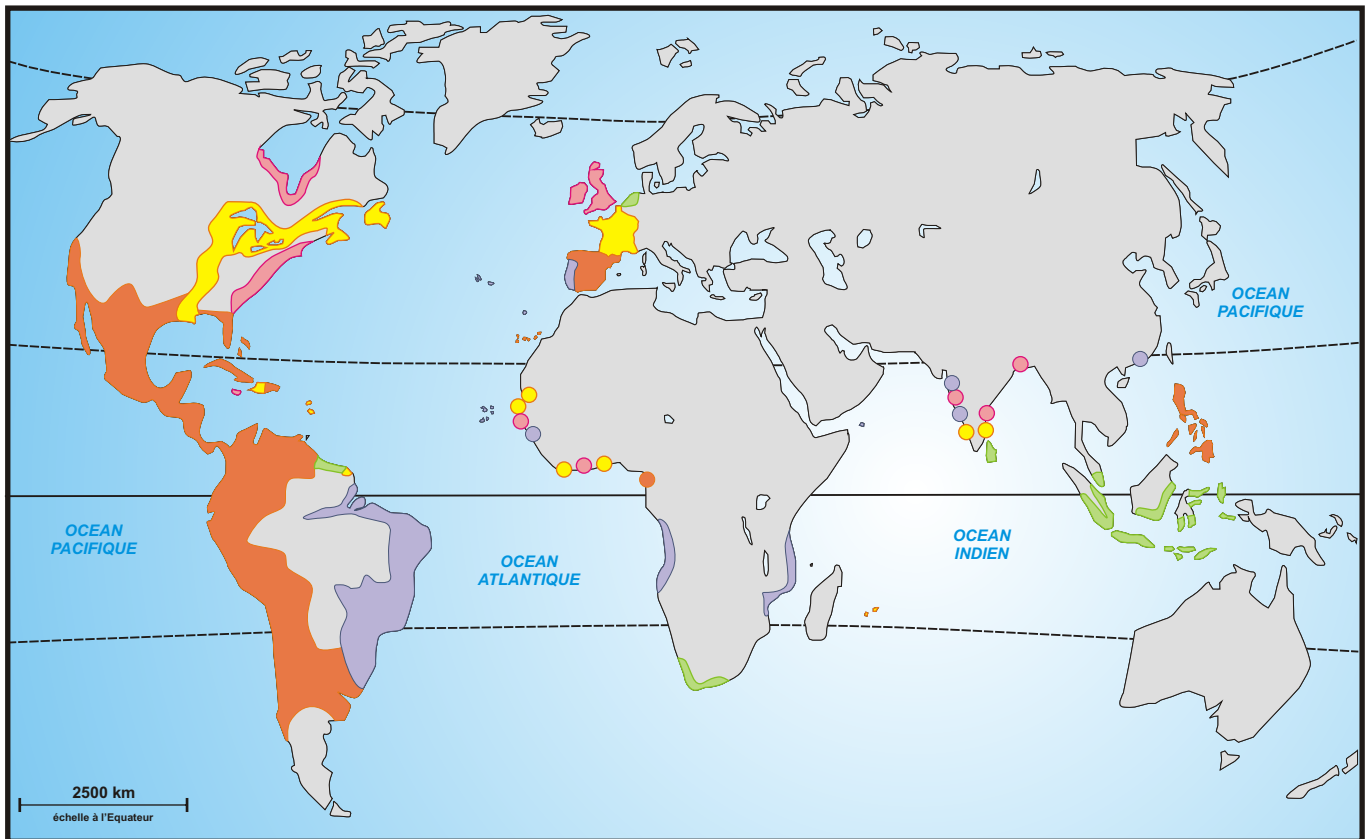 OCEAN
PACIFIQUE
OCEAN
PACIFIQUE
OCEAN
ATLANTIQUE
OCEAN
INDIEN
2500 km
échelle à l'Equateur